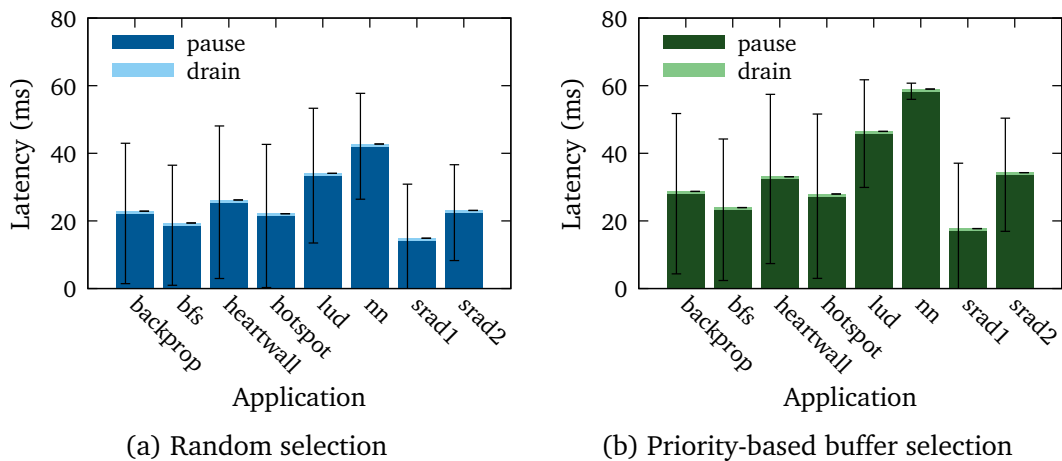 80
60
40
20
0
Latency (ms)
pause
drain
backprop
bfs
heartwall
hotspot
lud
nn
srad1
srad2
Application
(a) Random selection
80
60
40
20
0
Latency (ms)
pause
drain
backprop
bfs
heartwall
hotspot
lud
nn
srad1
srad2
Application
(b) Priority-based buffer selection